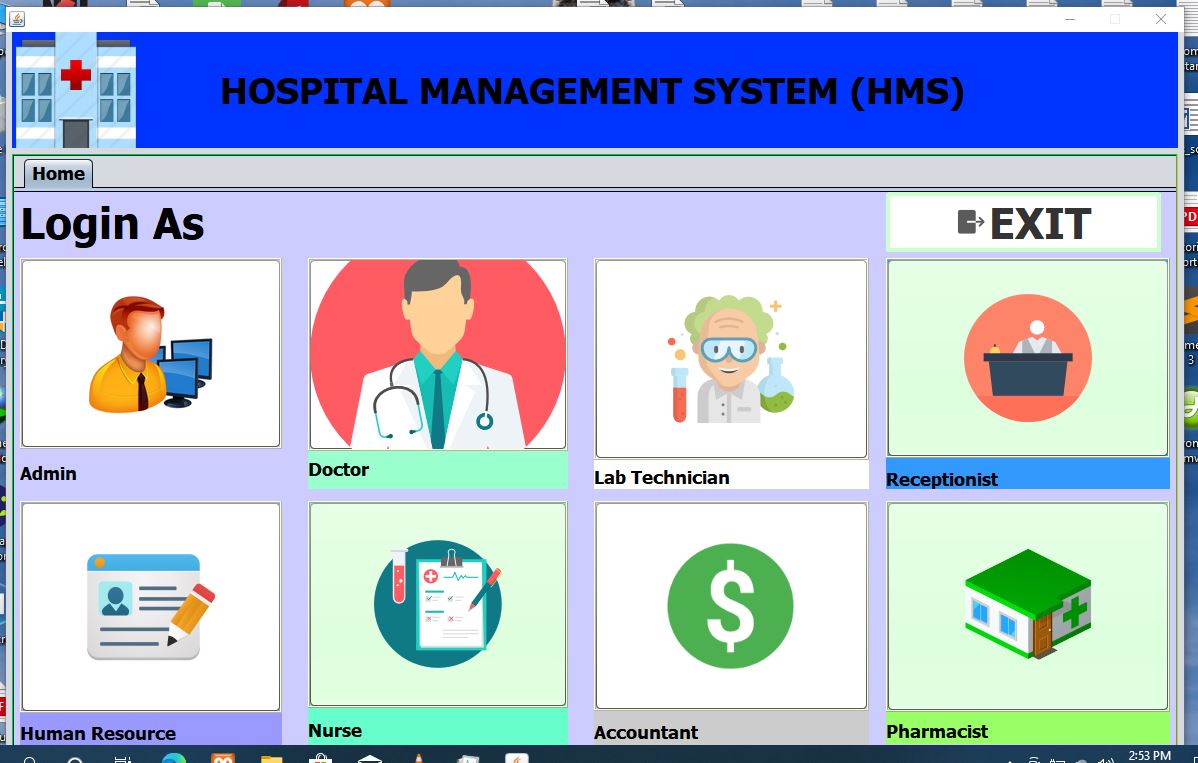 HOSPITAL MANAGEMENT SYSTEM (HMS)
Home
Login As
EXIT
Admin
Doctor
Lab Technician
Receptionist
Human Resource
Nurse
Accountant
Pharmacist
2:53 PM